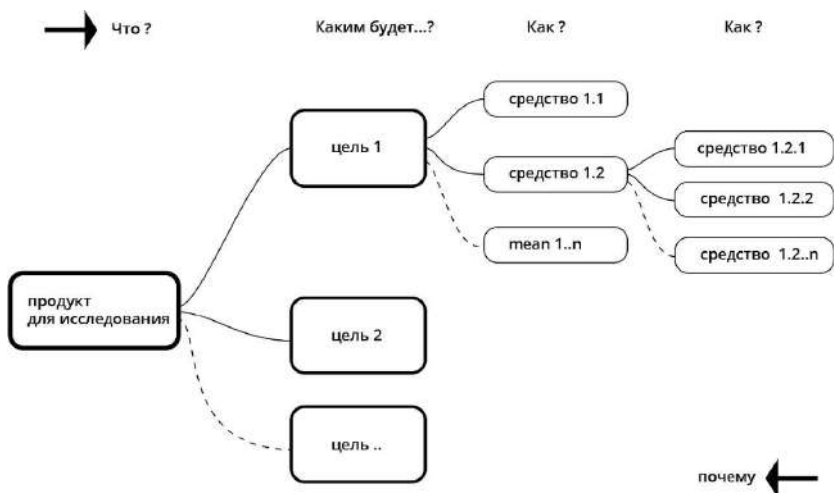 Что ?
Каким будет...?
Как ?
Как ?
средство 1.1
цель 1
средство 1.2
средство 1.2.1
средство 1.2.2
mean 1..n
средство 1.2..n
продукт
для исследования
цель 2
цель ..
почему